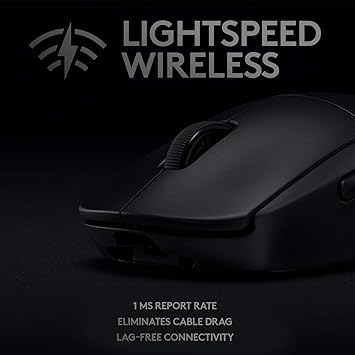 LIGHTSPEED
WIRELESS
1 MS REPORT RATE
ELIMINATES CABLE DRAG
LAG-FREE CONNECTIVITY